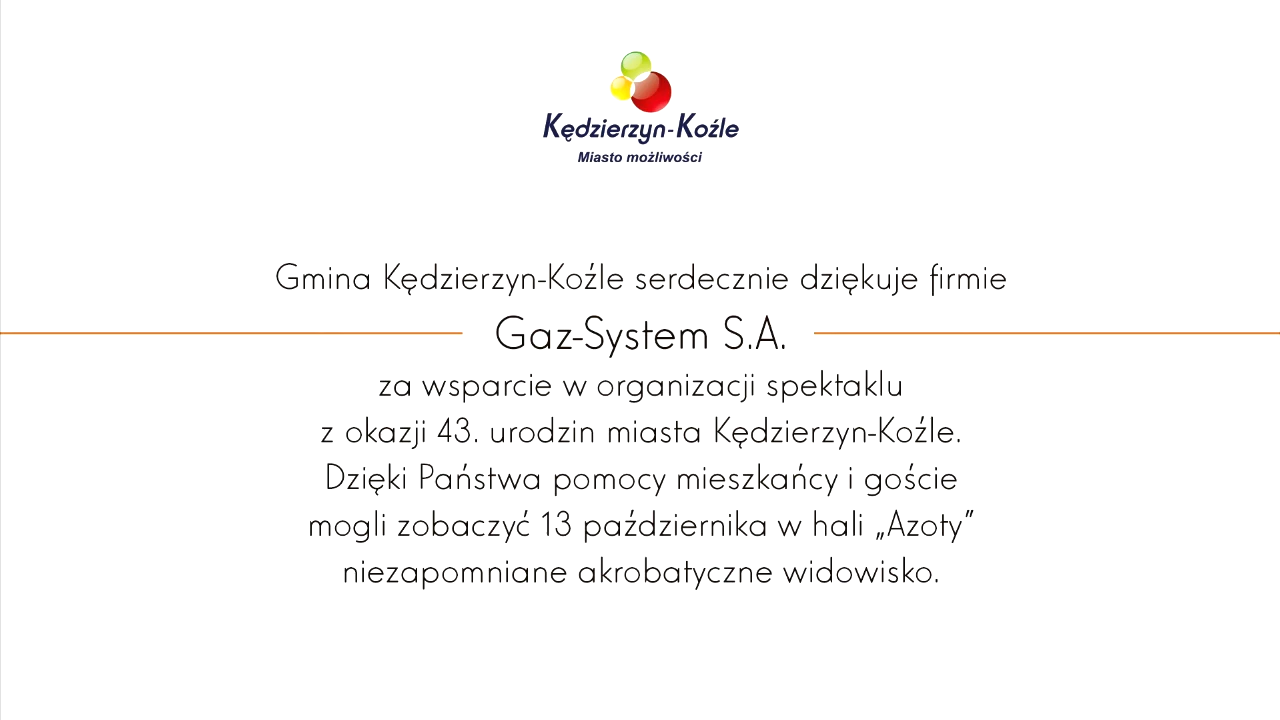 Kędzierzyn-Koźle
Miasto możliwości
Gmina Kędzierzyn-Koźle serdecznie dziękuje firmie
Gaz-System S.A.
za wsparcie w organizacji spektaklu
z okazji 43. urodzin miasta Kędzierzyn-Koźle.
Dzięki Państwa pomocy mieszkańcy i goście
mogli zobaczyć 13 października w hali „Azoty”
niezapomniane akrobatyczne widowisko.